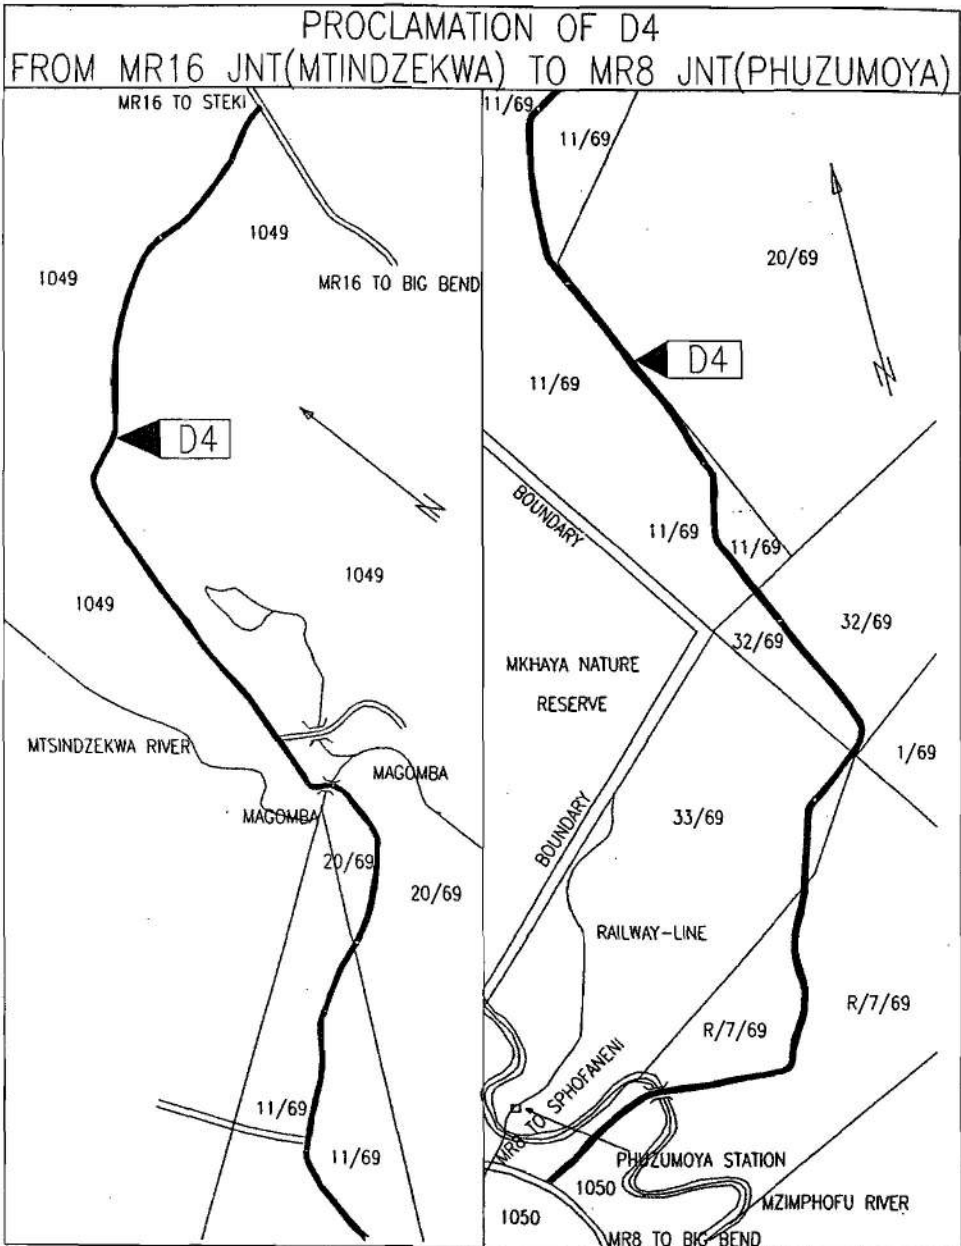 PROCLAMATION OF D4
FROM MR16 JNT(MTINDZEKWA) TO MR8 JNT(PHUZUMOYA)
MR16 TO STEKI
1049
1049
MR16 TO BIG BEND
D4
N
1049
1049
MTSINDZEKWA RIVER
MAGOMBA
MAGOMBA
20/69
20/69
11/69
11/69
11/69
11/69
20/69
D4
N
11/69
BOUNDARY
11/69
11/69
32/69
32/69
MKHAYA NATURE
RESERVE
1/69
BOUNDARY
33/69
RAILWAY-LINE
R/7/69
R/7/69
MR8 TO SPHOFANENI
PHUZUMOYA STATION
1050
MZIMPHOFU RIVER
1050
MR8 TO BIG BEND